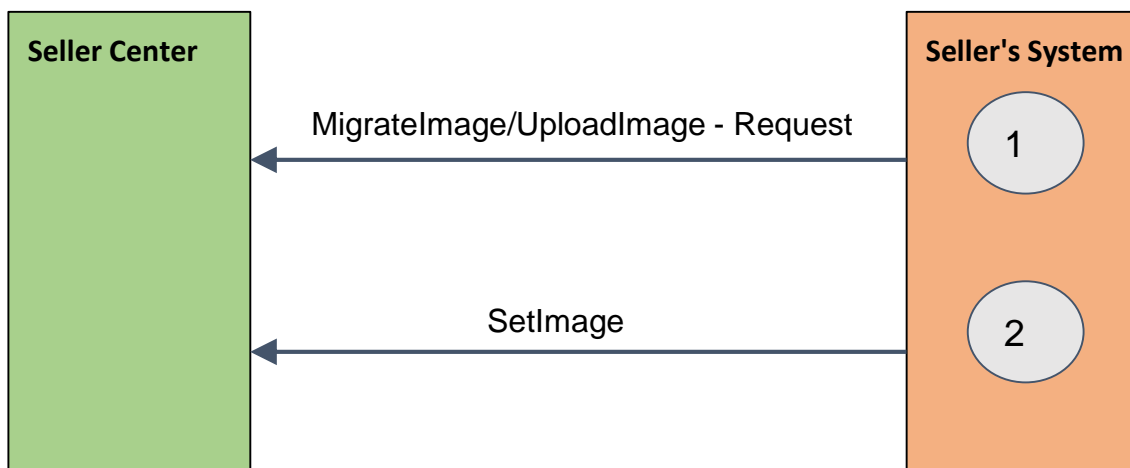 Seller Center
Seller's System
MigrateImage/UploadImage - Request
1
SetImage
2